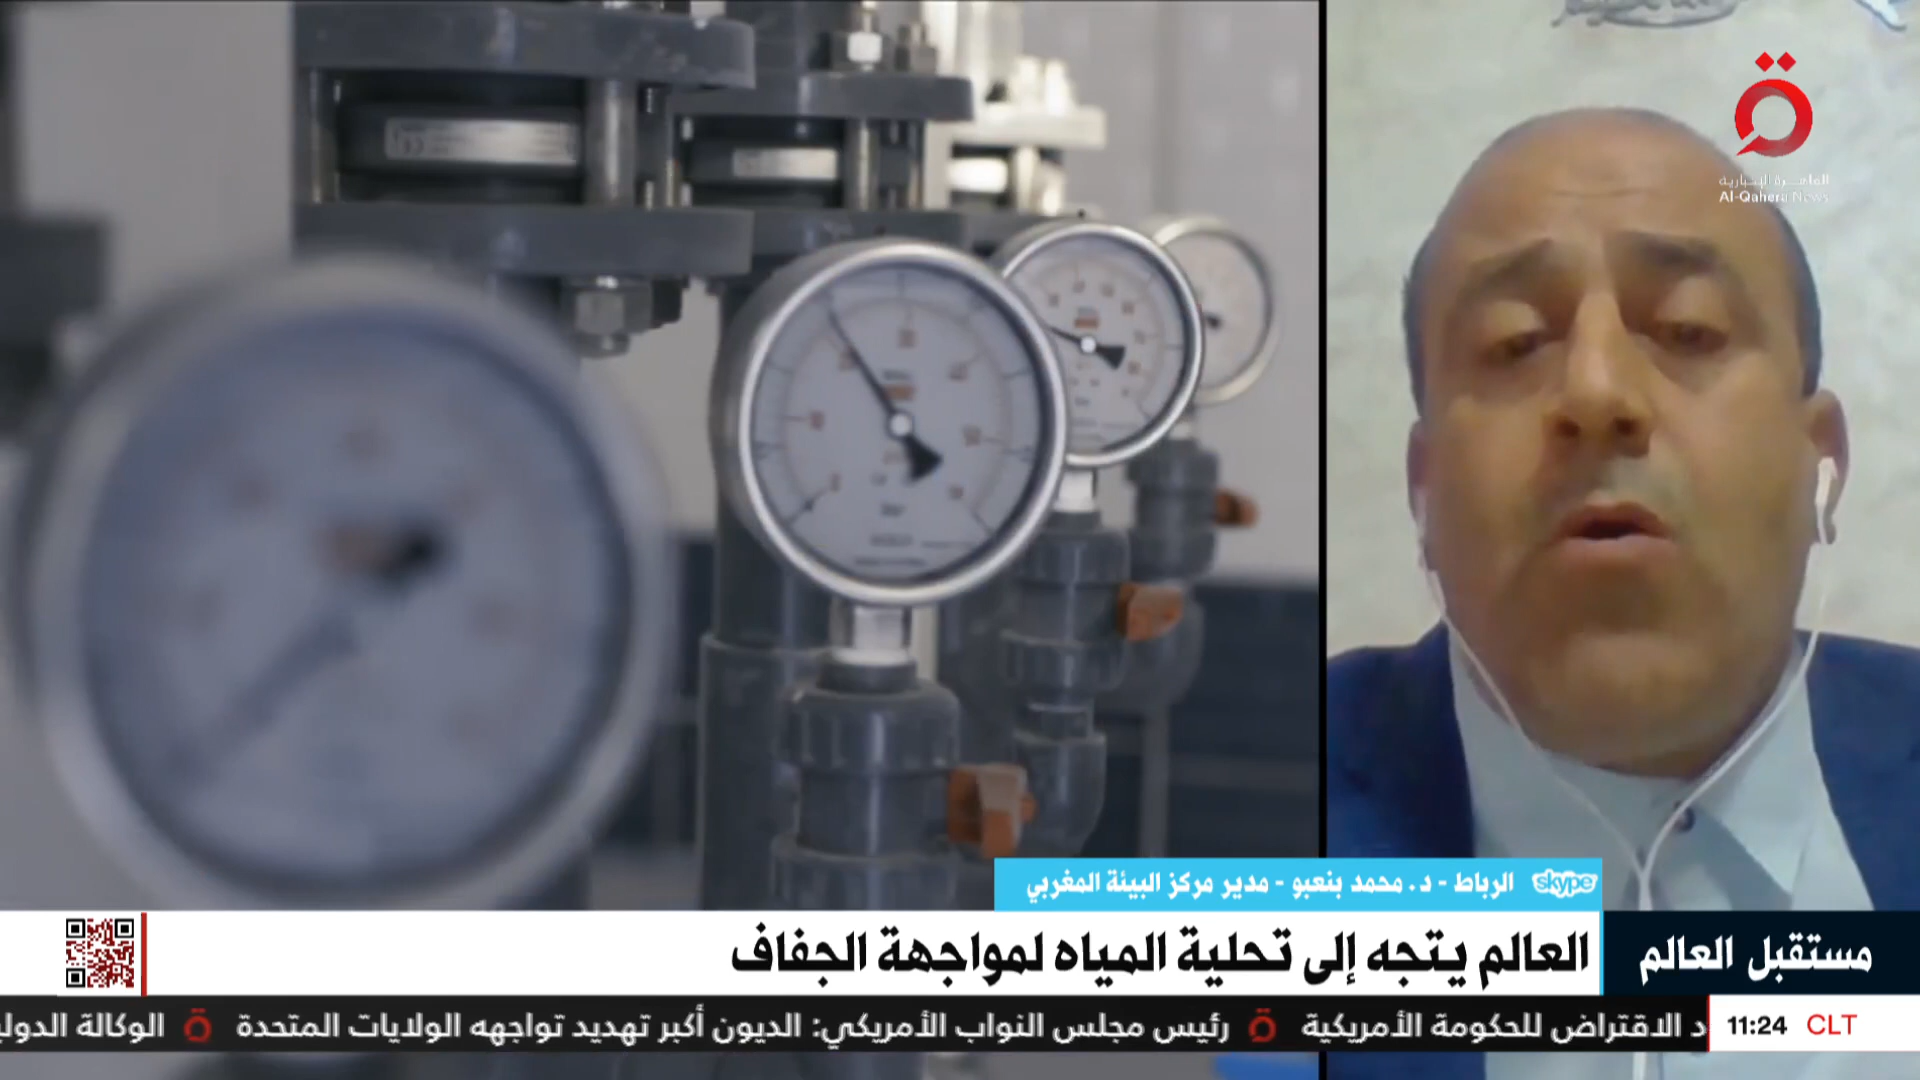 القاهرة الإخبارية
Al-Qahera News
skype الرباط - د. محمد بنعبو - مدير مركز البيئة المغربي
مستقبل العالم
العالم يتجه إلى تحلية المياه لمواجهة الجفاف
11:24 CLT
د الاقتراض للحكومة الأمريكية رئيس مجلس النواب الأمريكي: الديون أكبر تهديد تواجهه الولايات المتحدة الوكالة الدولي
bar